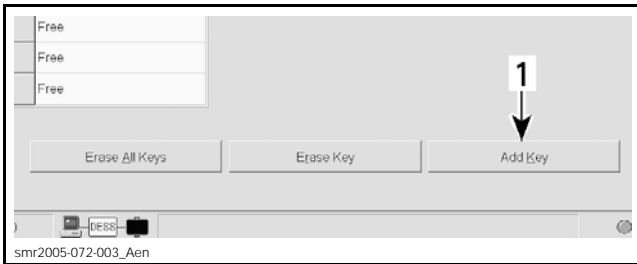 Free
Free
Free
1
Erase All Keys
Erase Key
Add Key
DESS
smr2005-072-003_Aen